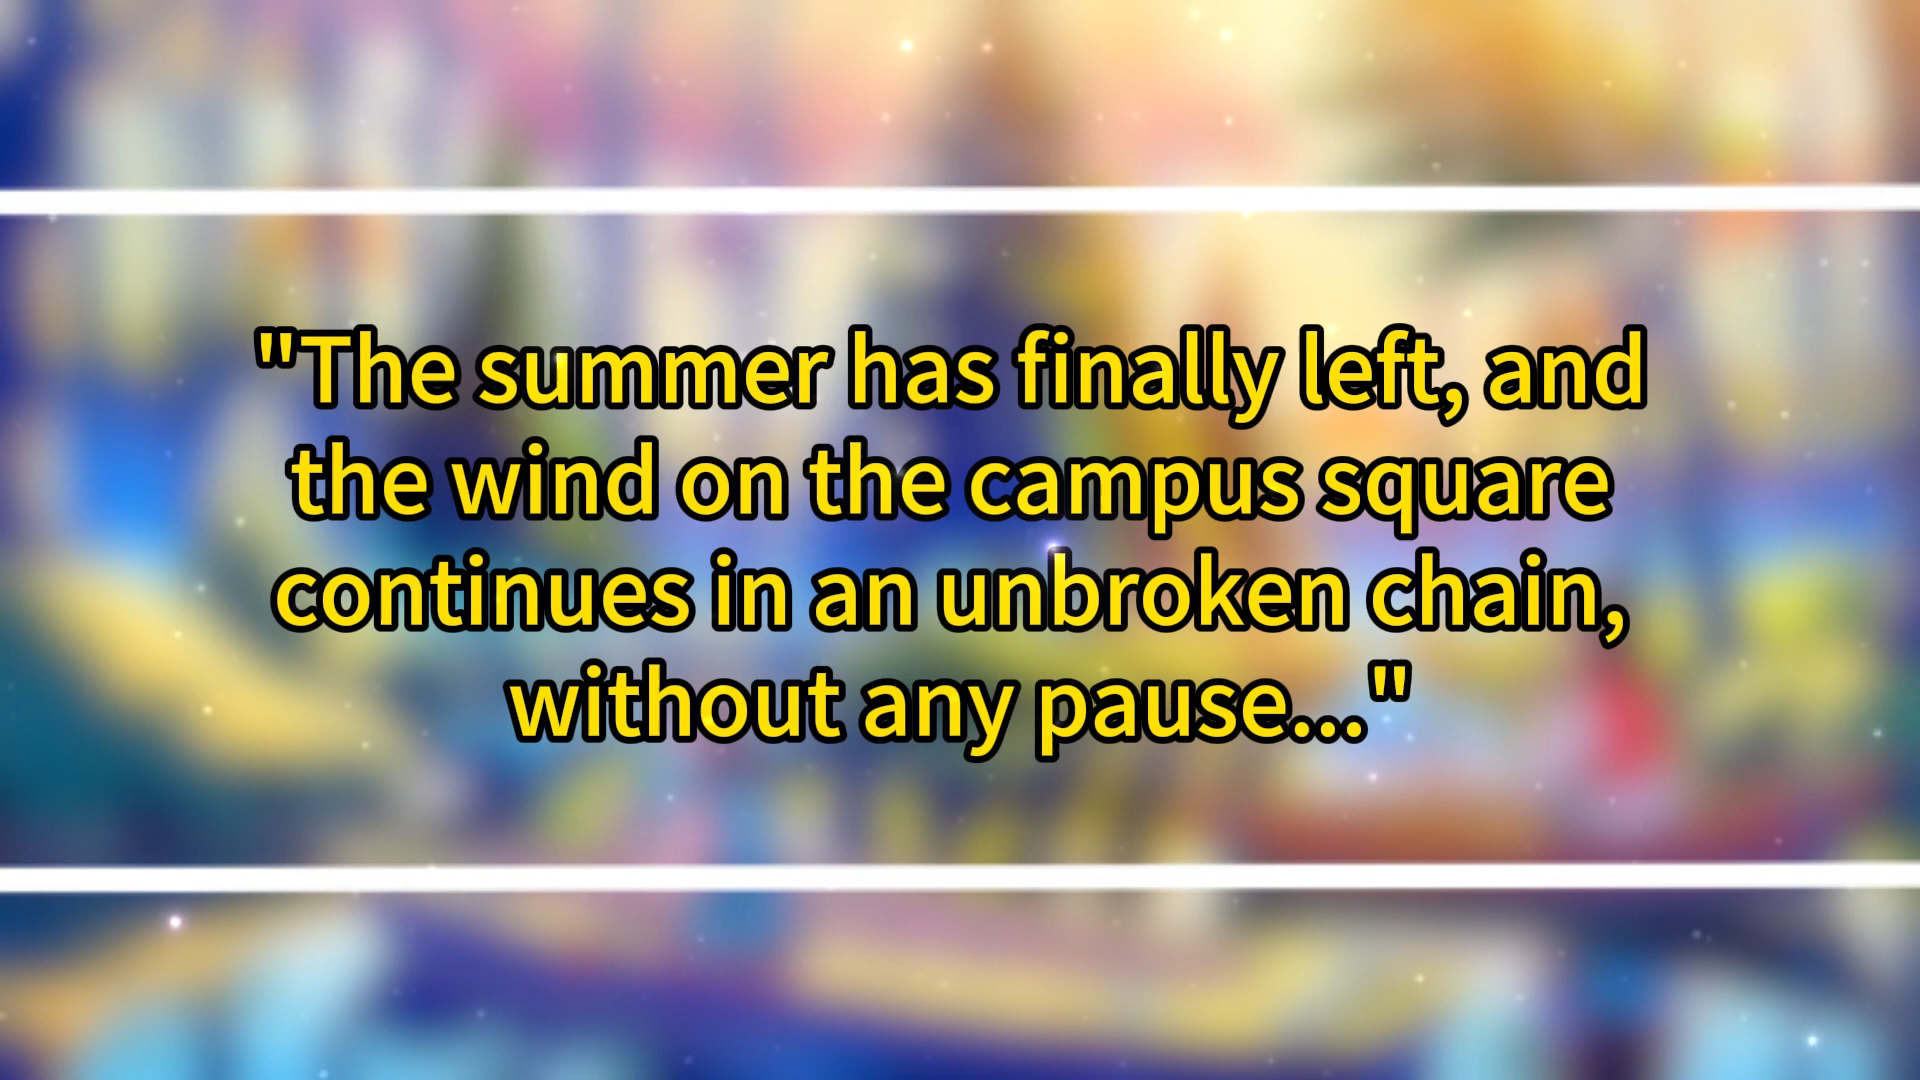 "The summer has finally left, and
the wind on the campus square
continues in an unbroken chain,
without any pause..."